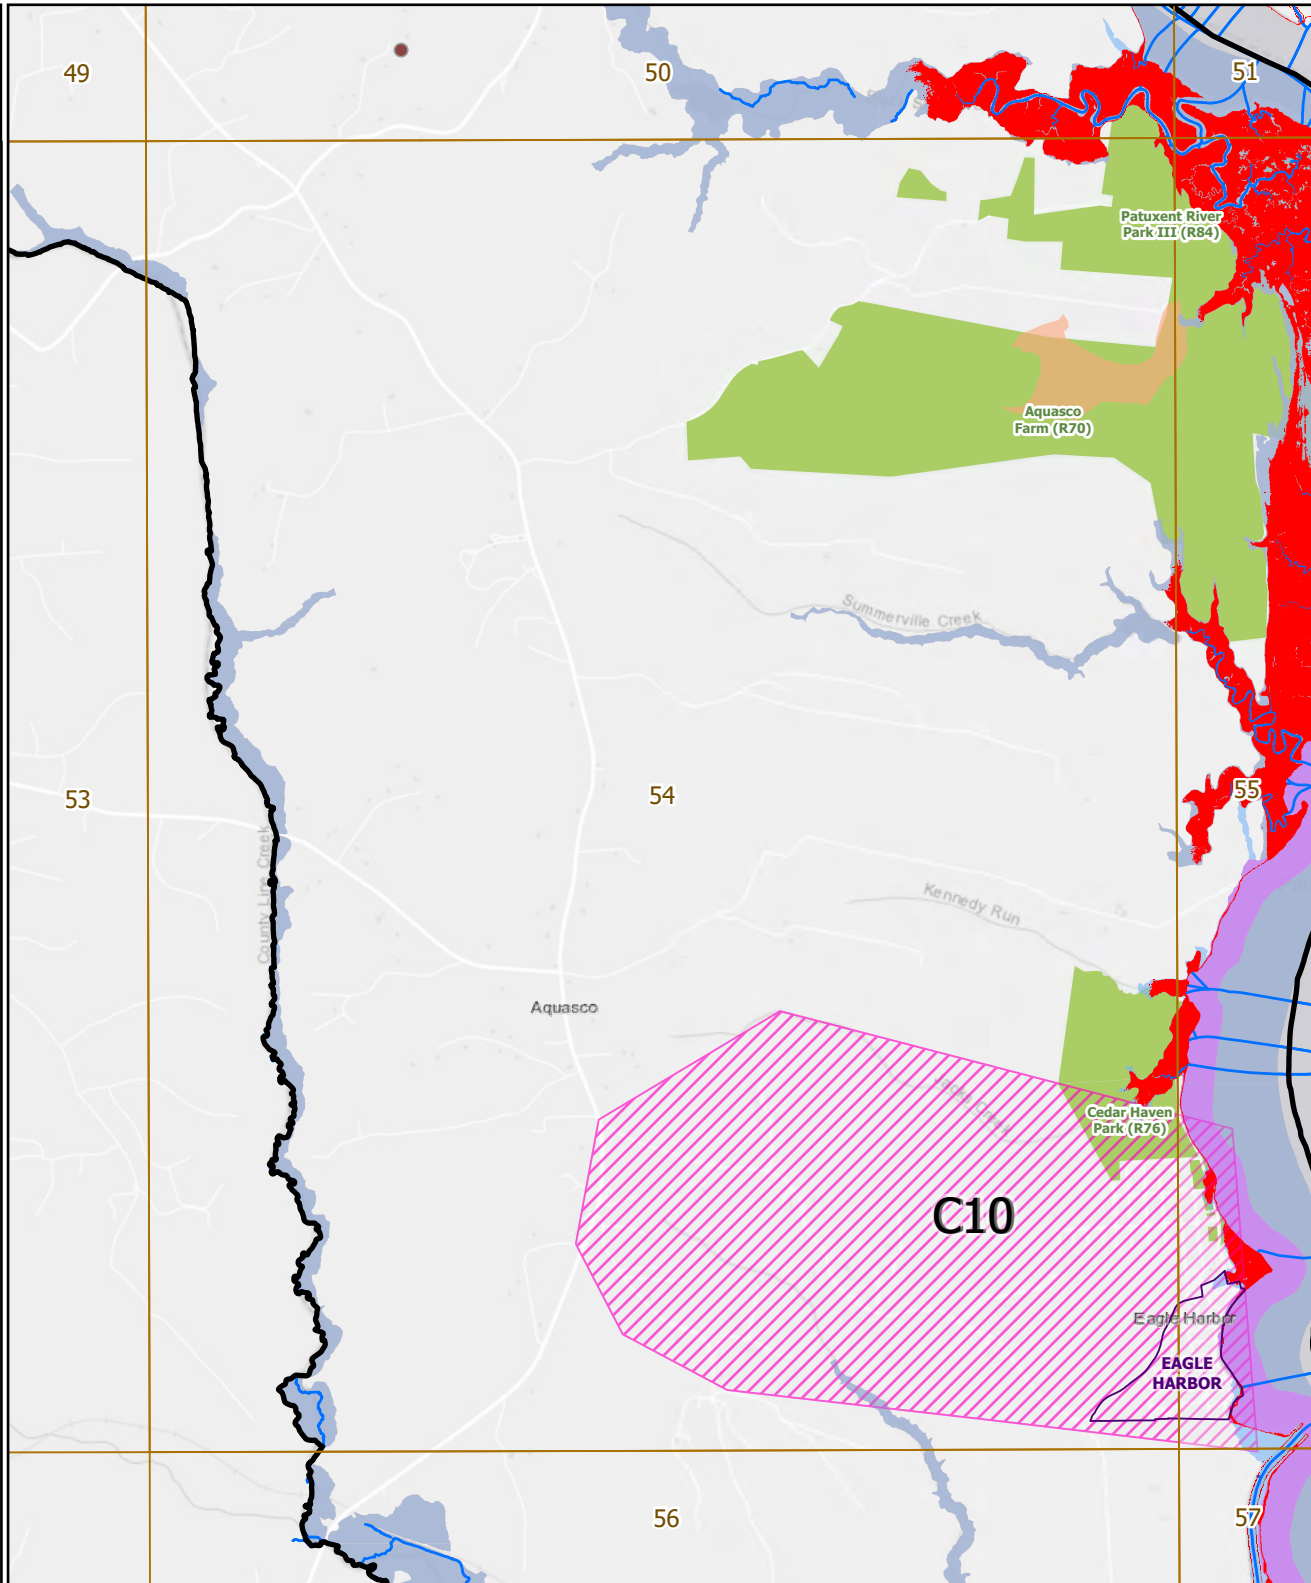 49
50
51
Patuxent River
Park III (R84)
Aquasco
Farm (R70)
Summerville Creek
53
54
55
County Line Creek
Kennedy Run
Aquasco
Cedar Haven
Park (R76)
C10
Eagle Harbor
EAGLE
HARBOR
56
57